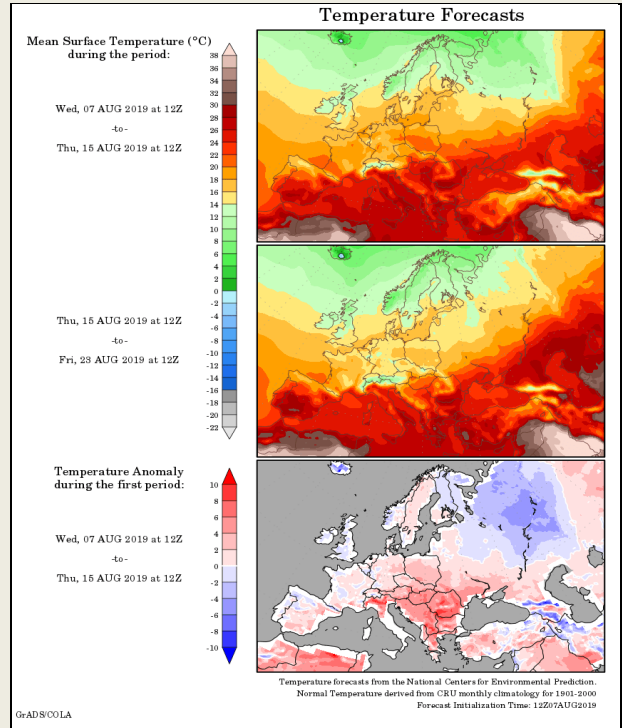 Temperature Forecasts
Mean Surface Temperature (°C)
during the period:
Wed, 07 AUG 2019 at 12Z
-to-
Thu, 15 AUG 2019 at 12Z
38
36
34
32
30
28
26
24
22
20
18
16
14
12
10
8
6
4
2
0
-2
-4
-6
-8
-10
-12
-14
-16
-18
-20
-22
Thu, 15 AUG 2019 at 12Z
-to-
Fri, 23 AUG 2019 at 12Z
Temperature Anomaly
during the first period:
Wed, 07 AUG 2019 at 12Z
-to-
Thu, 15 AUG 2019 at 12Z
10
8
6
4
2
0
-2
-4
-6
-8
-10
Temperature forecasts from the National Centers for Environmental Prediction.
Normal Temperature derived from CRU monthly climatology for 1901-2000
Forecast Initialization Time: 12Z07AUG2019
GrADS/COLA